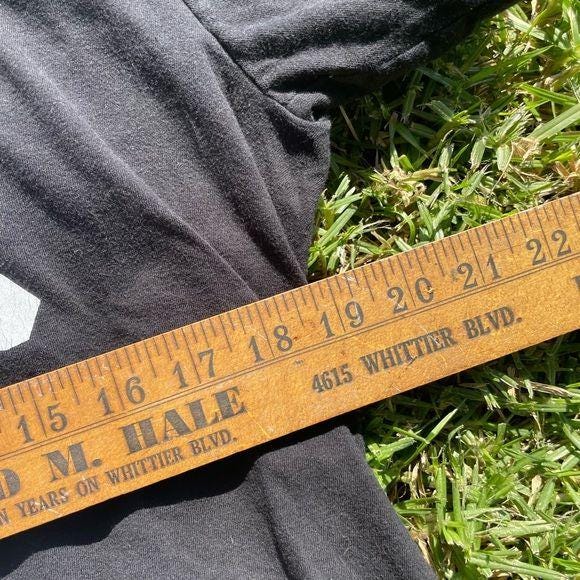 15 16 17 18 19 20 21 22
D M. HALE
4615 WHITTIER BLVD.
N YEARS ON WHITTIER BLVD.